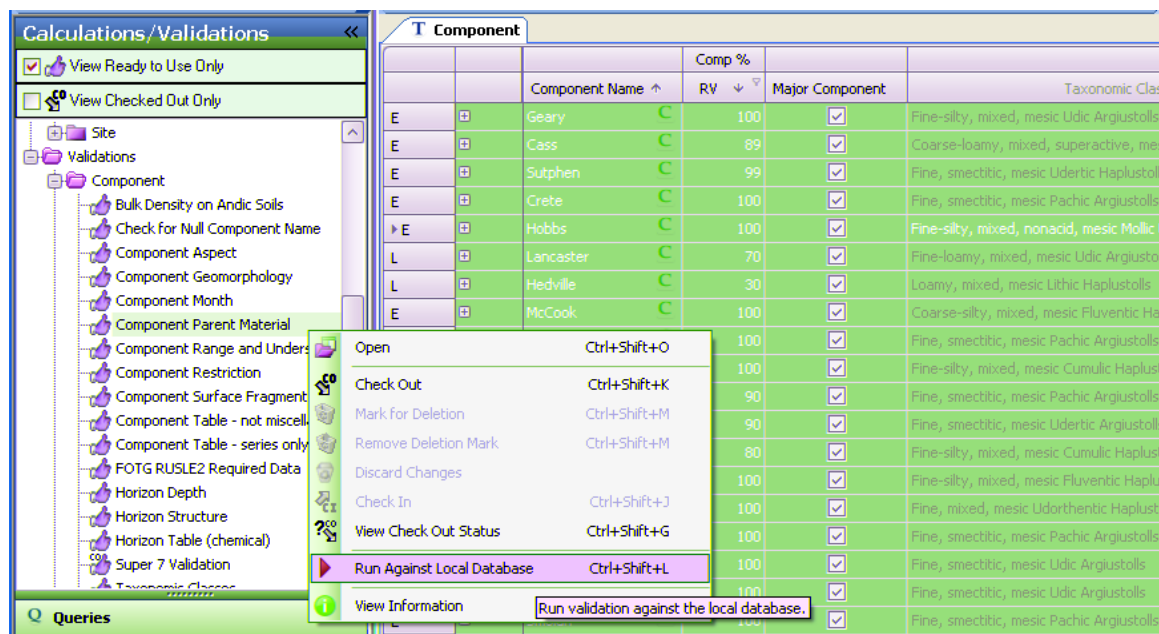 Calculations/Validations «
View Ready to Use Only
View Checked Out Only
Site
Validations
Component
Bulk Density on Andic Soils
Check for Null Component Name
Component Aspect
Component Geomorphology
Component Month
Component Parent Material
Component Range and Unders
Component Restriction
Component Surface Fragment
Component Table - not miscell
Component Table - series only
FOTG RUSLE2 Required Data
Horizon Depth
Horizon Structure
Horizon Table (chemical)
Super 7 Validation
Taxonomic Classes
Q Queries
Open Ctrl+Shift+O
Check Out Ctrl+Shift+K
Mark for Deletion Ctrl+Shift+M
Remove Deletion Mark Ctrl+Shift+M
Discard Changes
Check In Ctrl+Shift+J
View Check Out Status Ctrl+Shift+G
Run Against Local Database Ctrl+Shift+L
View Information
Run validation against the local database.
T Component
Comp %
Component Name RV Major Component Taxonomic Clas
E Geary C 100 Fine-silty, mixed, mesic Udic Argiustolls
E Cass C 89 Coarse-loamy, mixed, superactive, me
E Sutphen C 99 Fine, smectitic, mesic Udertic Haplustol
E Crete C 100 Fine, smectitic, mesic Pachic Argiustolls
E Hobbs C 100 Fine-silty, mixed, nonacid, mesic Mollic
L Lancaster C 70 Fine-loamy, mixed, mesic Udic Argiusto
L Hedville C 30 Loamy, mixed, mesic Lithic Haplustolls
E McCook C 100 Coarse-silty, mixed, mesic Fluventic Ha
100 Fine, smectitic, mesic Pachic Argiustolls
100 Fine-silty, mixed, mesic Cumulic Haplus
90 Fine, smectitic, mesic Pachic Argiustolls
90 Fine, smectitic, mesic Udertic Argiustoll
80 Fine-silty, mixed, mesic Cumulic Haplus
100 Fine-silty, mixed, mesic Fluventic Haplu
100 Fine, mixed, mesic Udorthentic Haplust
100 Fine, smectitic, mesic Pachic Argiustolls
100 Fine, smectitic, mesic Udic Argiustolls
100 Fine, smectitic, mesic Udic Argiustolls
100 Fine, smectitic, mesic Pachic Argiustolls